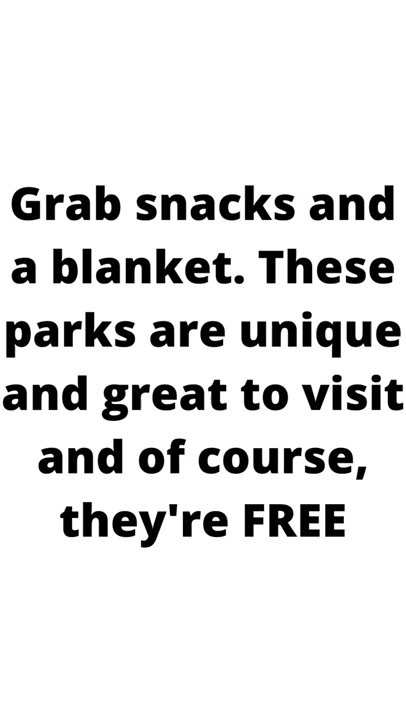 Grab snacks and
a blanket. These
parks are unique
and great to visit
and of course,
they're FREE